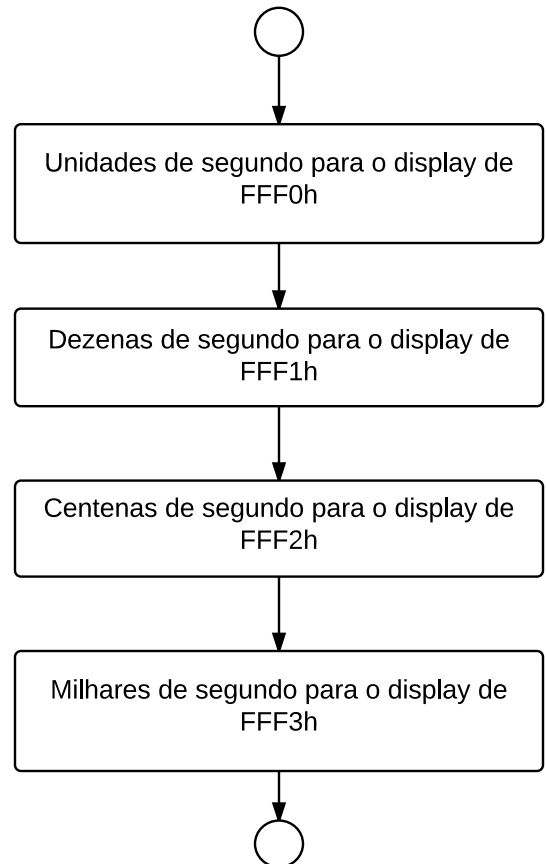 Unidades de segundo para o display de
FFF0h
Dezenas de segundo para o display de
FFF1h
Centenas de segundo para o display de
FFF2h
Milhares de segundo para o display de
FFF3h